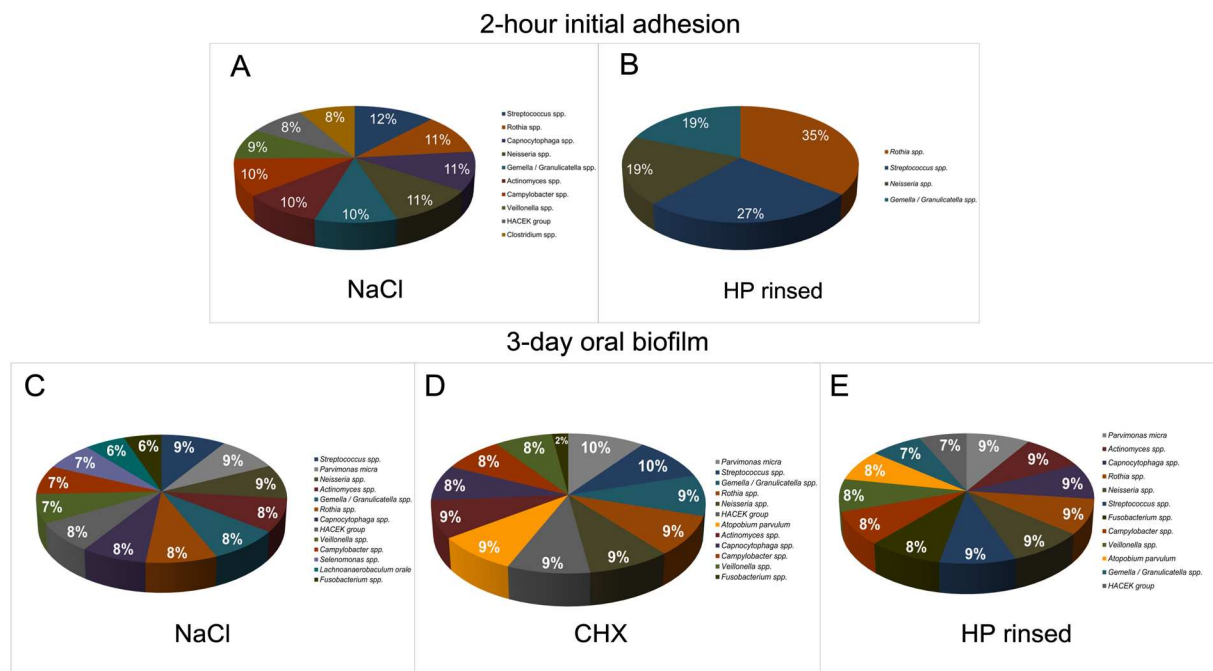 2-hour initial adhesion
A
12%
11%
11%
11%
10%
10%
10%
9%
8%
8%
Streptococcus spp.
Rothia spp.
Capnocytophaga spp.
Neisseria spp.
Gemella / Granulicatella spp.
Actinomyces spp.
Campylobacter spp.
Veillonella spp.
HACEK group
Clostridium spp.
NaCl
B
35%
27%
19%
19%
Rothia spp.
Streptococcus spp.
Neisseria spp.
Gemella / Granulicatella spp.
HP rinsed
3-day oral biofilm
C
9%
9%
9%
8%
8%
8%
8%
8%
7%
7%
7%
6%
6%
Streptococcus spp.
Parvimonas micra
Neisseria spp.
Actinomyces spp.
Gemella / Granulicatella spp.
Rothia spp.
Capnocytophaga spp.
HACEK group
Veillonella spp.
Campylobacter spp.
Selenomonas spp.
Lachnoanaerobaculum orale
Fusobacterium spp.
NaCl
D
10%
10%
9%
9%
9%
9%
9%
9%
8%
8%
8%
2%
Parvimonas micra
Streptococcus spp.
Gemella / Granulicatella spp.
Rothia spp.
Neisseria spp.
HACEK group
Atopobium parvulum
Actinomyces spp.
Capnocytophaga spp.
Campylobacter spp.
Veillonella spp.
Fusobacterium spp.
CHX
E
9%
9%
9%
9%
9%
9%
8%
8%
8%
8%
7%
7%
Parvimonas micra
Actinomyces spp.
Capnocytophaga spp.
Rothia spp.
Neisseria spp.
Streptococcus spp.
Fusobacterium spp.
Campylobacter spp.
Veillonella spp.
Atopobium parvulum
Gemella / Granulicatella spp.
HACEK group
HP rinsed